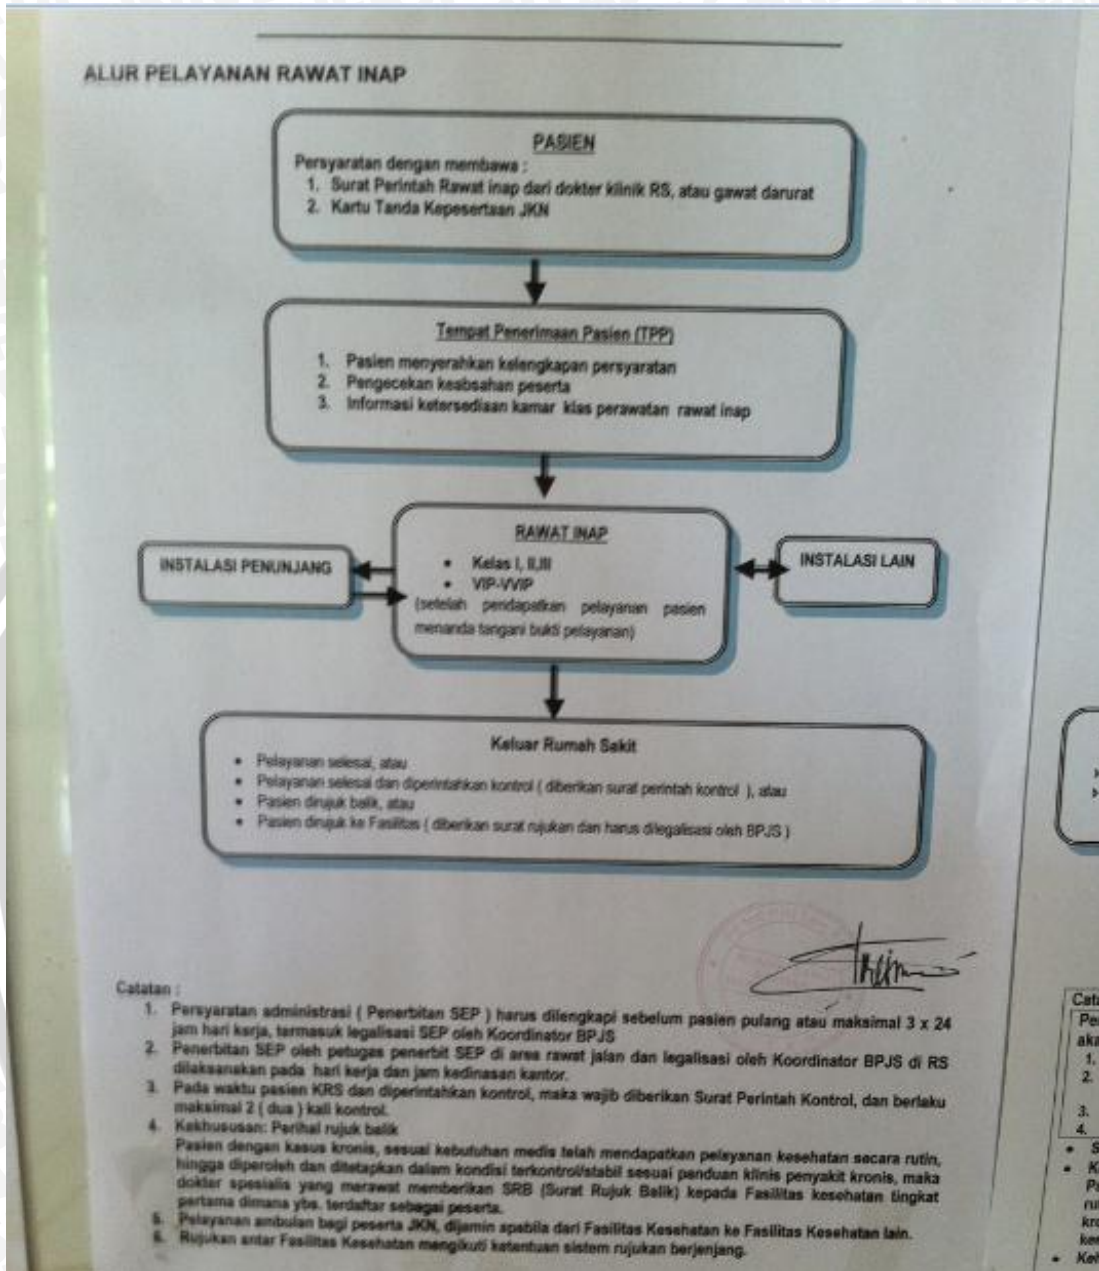 ALUR PELAYANAN RAWAT INAP
PASIEN
Persyaratan dengan membawa :
1. Surat Perintah Rawat inap dari dokter klinik RS, atau gawat darurat
2. Kartu Tanda Kepesertaan JKN
Tempat Penerimaan Pasien (TPP)
1. Pasien menyerahkan kelengkapan persyaratan
2. Pengecekan keabsahan peserta
3. Informasi ketersediaan kamar klas perawatan rawat inap
RAWAT INAP
• Kelas I, II,III
• VIP-VVIP
(setelah pendapatkan pelayanan pasien
menanda tangani bukti pelayanan)
INSTALASI PENUNJANG
INSTALASI LAIN
Keluar Rumah Sakit
• Pelayanan selesai, atau
• Pelayanan selesai dan diperintahkan kontrol ( diberikan surat perintah kontrol ), atau
• Pasien dirujuk balik, atau
• Pasien dirujuk ke Fasilitas ( diberikan surat rujukan dan harus dilegalisasi oleh BPJS )
Catatan :
1. Persyaratan administrasi ( Penerbitan SEP ) harus dilengkapi sebelum pasien pulang atau maksimal 3 x 24
jam hari kerja, termasuk legalisasi SEP oleh Koordinator BPJS
2. Penerbitan SEP oleh petugas penerbit SEP di area rawat jalan dan legalisasi oleh Koordinator BPJS di RS
dilaksanakan pada hari kerja dan jam kedinasan kantor.
3. Pada waktu pasien KRS dan diperintahkan kontrol, maka wajib diberikan Surat Perintah Kontrol, dan berlaku
maksimal 2 ( dua ) kali kontrol.
4. Kekhususan: Perihal rujuk balik
Pasien dengan kasus kronis, sesuai kebutuhan medis telah mendapatkan pelayanan kesehatan secara rutin,
hingga diperoleh dan ditetapkan dalam kondisi terkontrol/stabil sesuai panduan klinis penyakit kronis, maka
dokter spesialis yang merawat memberikan SRB (Surat Rujuk Balik) kepada Fasilitas kesehatan tingkat
pertama dimana ybs. terdaftar sebagai peserta.
5. Pelayanan ambulan bagi peserta JKN, dijamin apabila dari Fasilitas Kesehatan ke Fasilitas Kesehatan lain.
6. Rujukan antar Fasilitas Kesehatan mengikuti ketentuan sistem rujukan berjenjang.
1.
2.
3.
4.